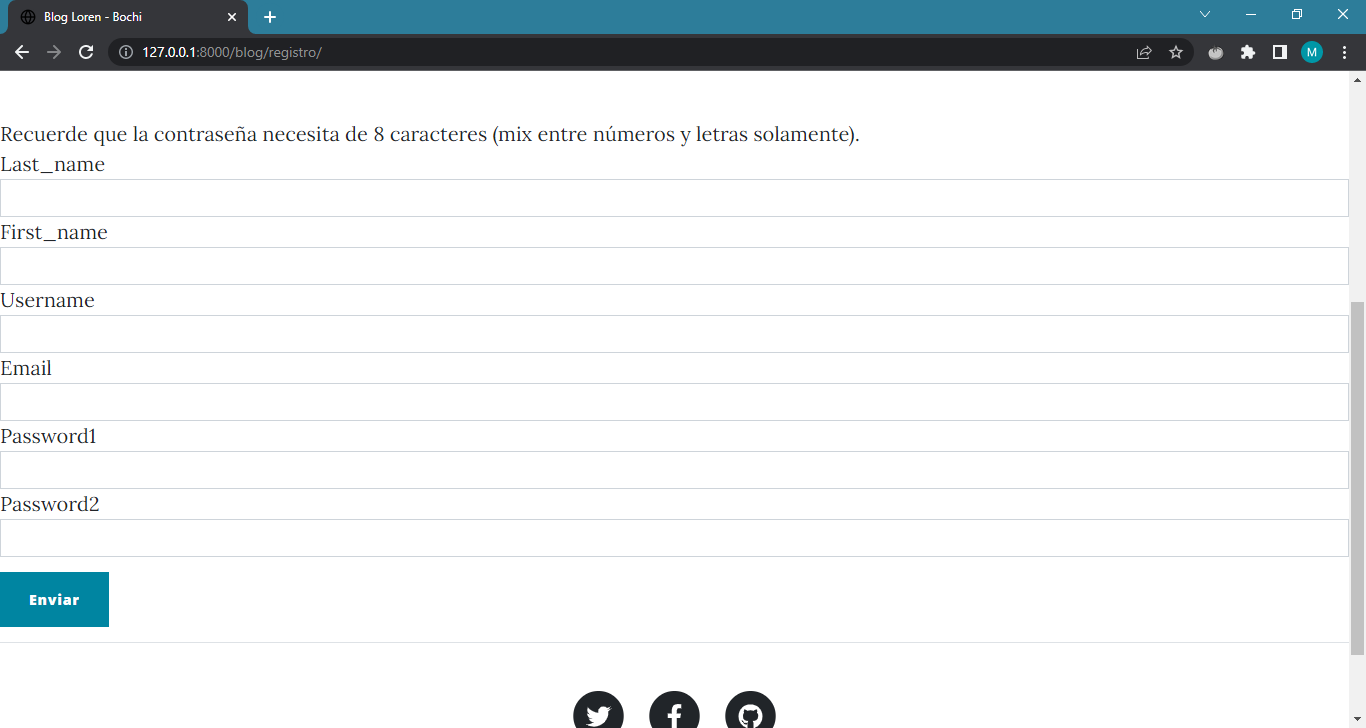 Blog Loren - Bochi
127.0.0.1:8000/blog/registro/
M
Recuerde que la contraseña necesita de 8 caracteres (mix entre números y letras solamente).
Last_name
First_name
Username
Email
Password1
Password2
Enviar